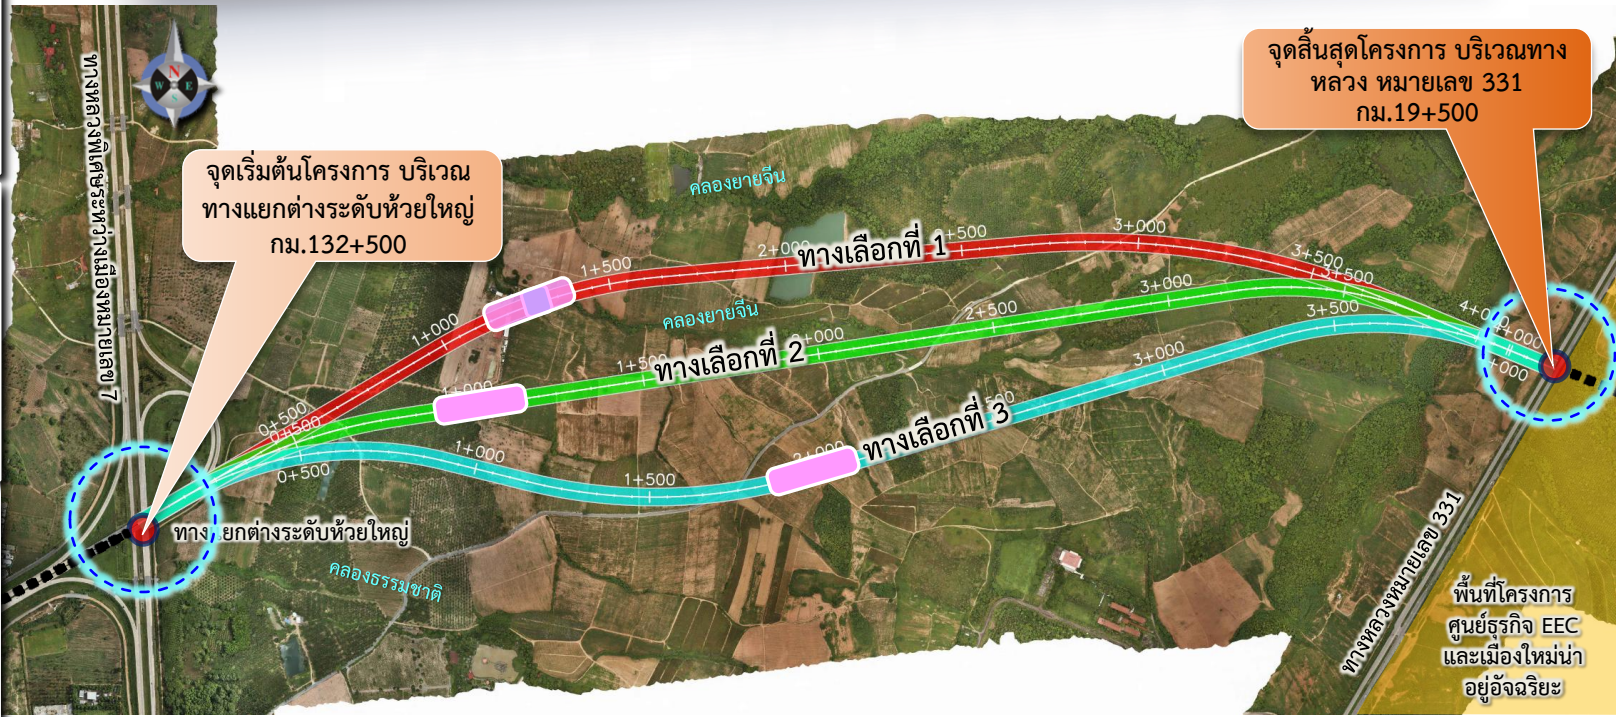 จุดสิ้นสุดโครงการ บริเวณทาง
หลวง หมายเลข 331
กม.19+500
ทางหลวงพิเศษระหว่างเมืองหมายเลข 7
N
W
E
S
จุดเริ่มต้นโครงการ บริเวณ
ทางแยกต่างระดับห้วยใหญ่
กม.132+500
คลองยายจีน
ทางเลือกที่ 1
0+500
1+000
1+500
2+000
3+000
3+500
คลองยายจีน
ทางเลือกที่ 2
0+500
2+500
3+000
3+500
4+000
ทางเลือกที่ 3
0+500
1+000
1+500
3+000
3+500
ทางแยกต่างระดับห้วยใหญ่
คลองธรรมชาติ
ทางหลวงหมายเลข 331
พื้นที่โครงการ
ศูนย์ธุรกิจ EEC
และเมืองใหม่น่า
อยู่อัจฉริยะ